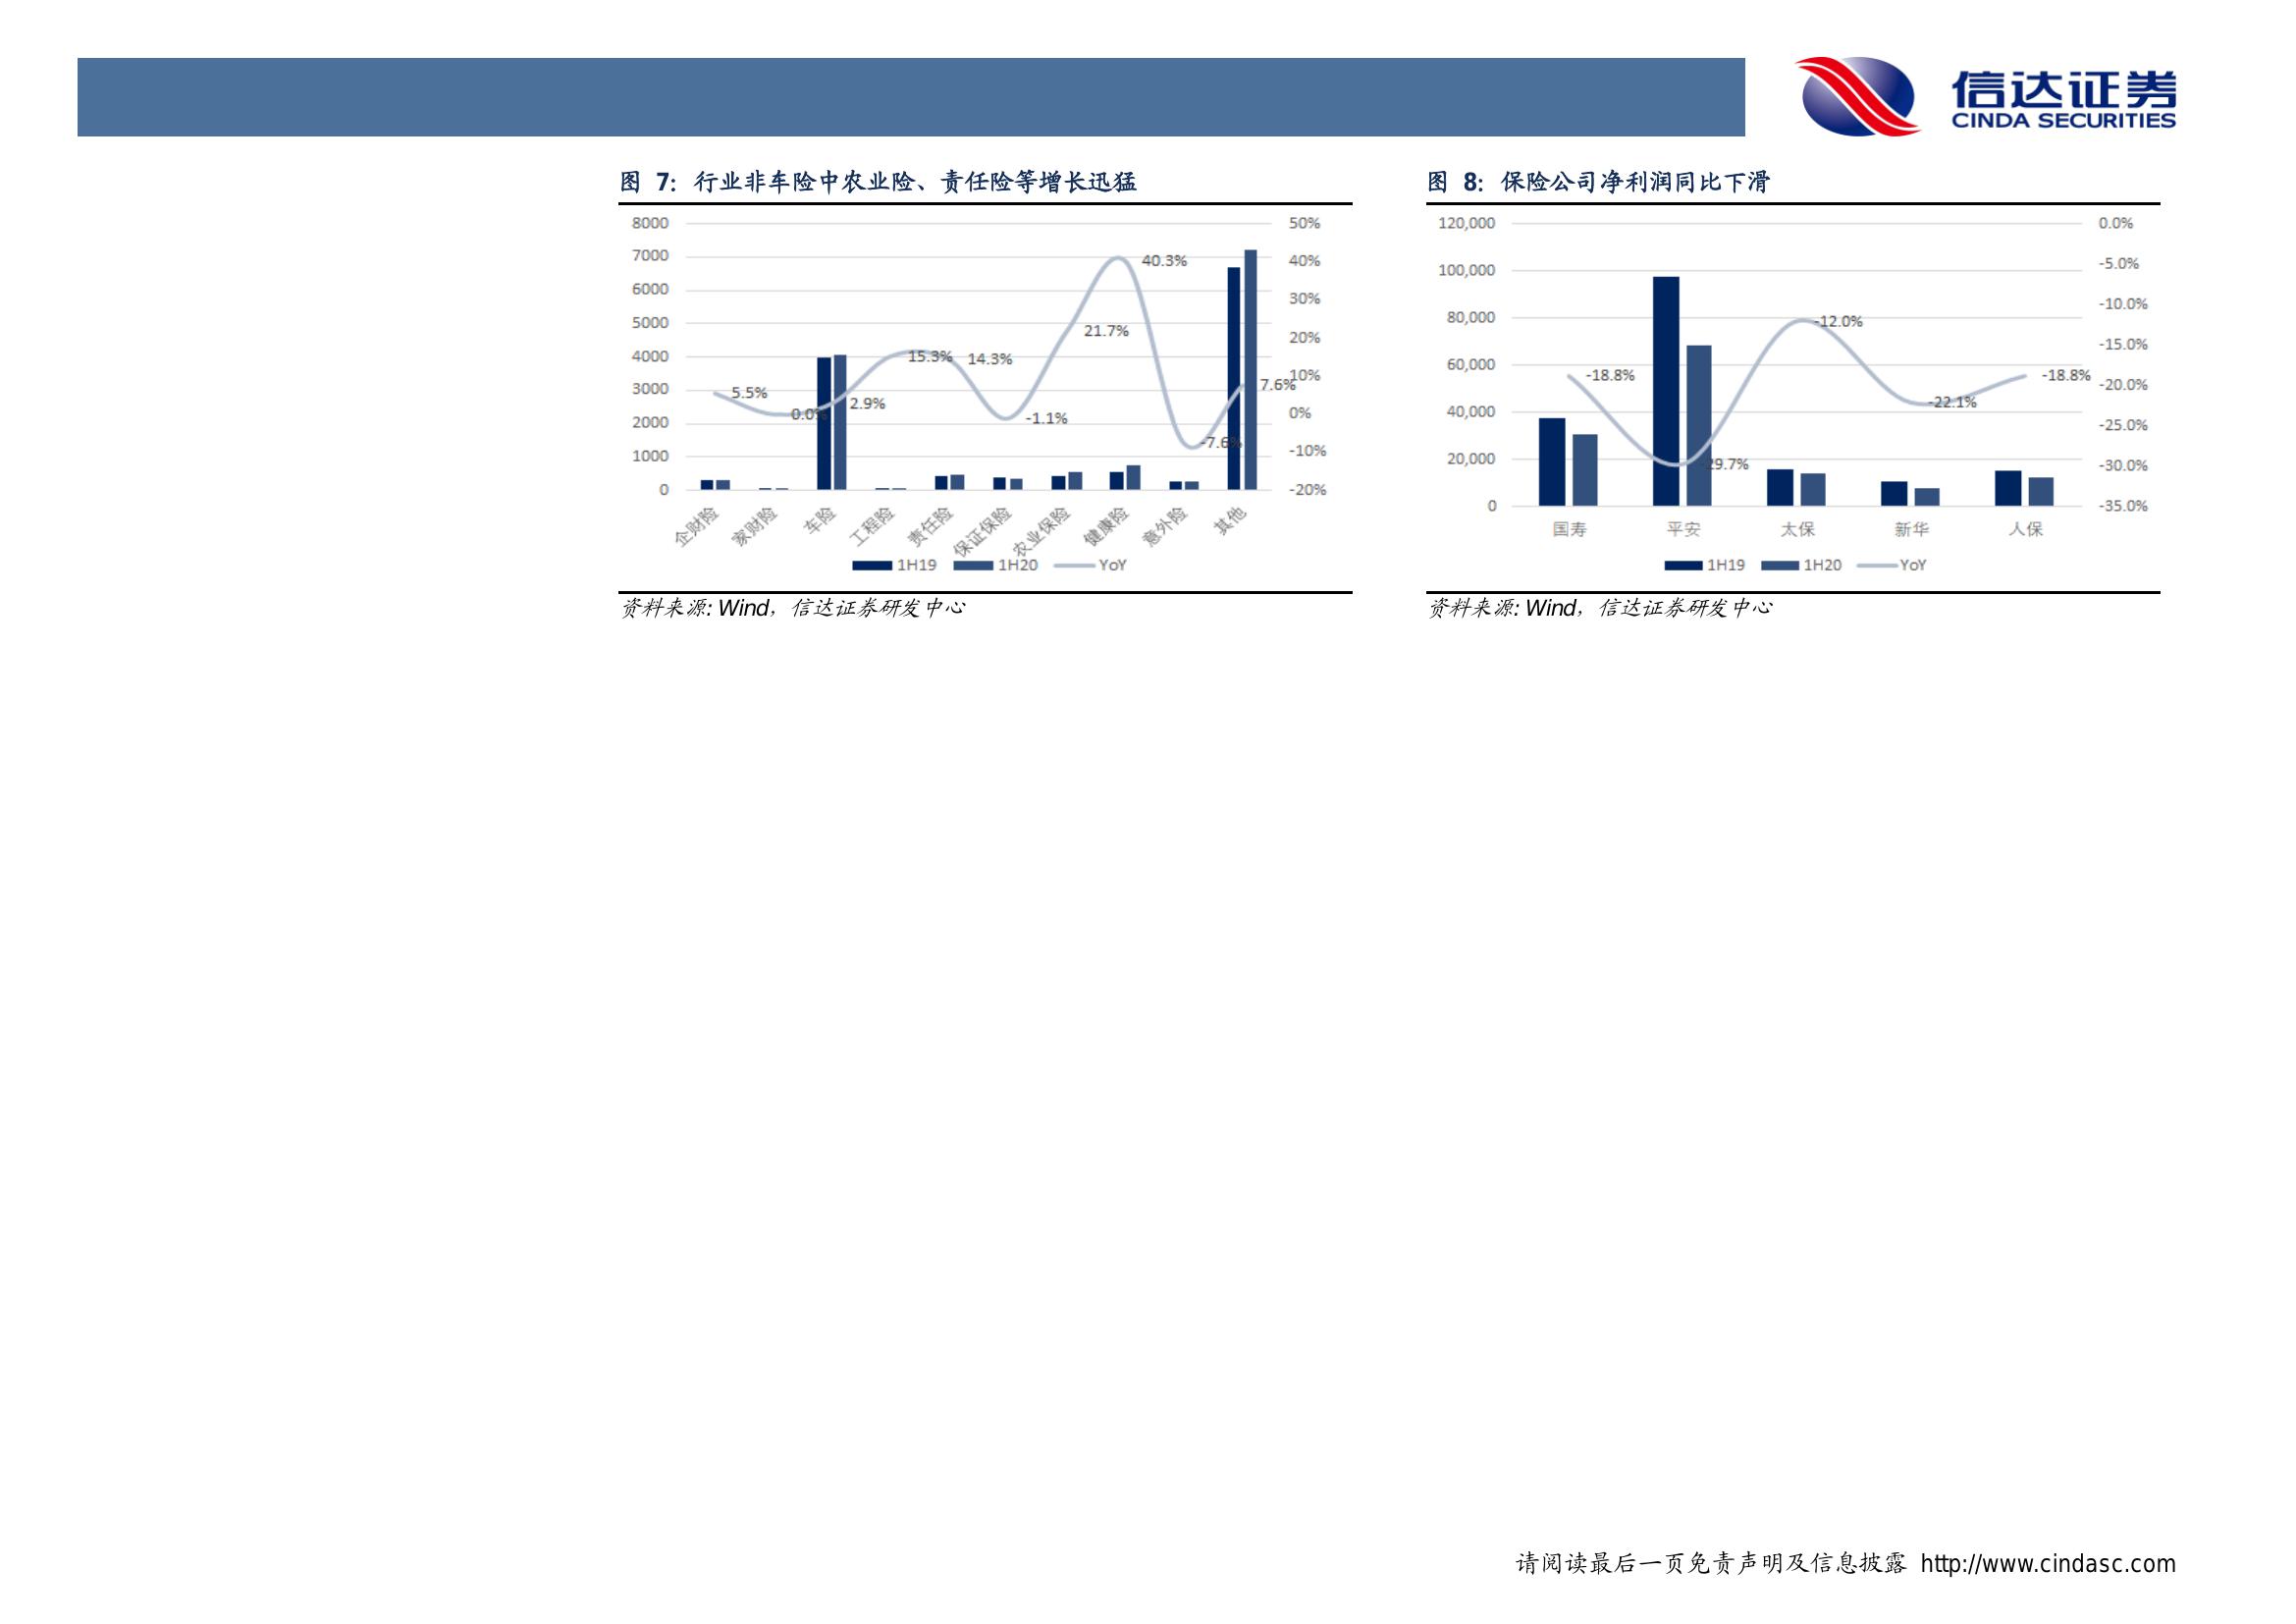 信达证券
CINDA SECURITIES
图 7：行业非车险中农业险、责任险等增长迅猛
8000
7000
6000
5000
4000
3000
2000
1000
0
50%
40%
30%
20%
10%
0%
-10%
-20%
5.5%
0.0%
2.9%
15.3%
14.3%
-1.1%
21.7%
40.3%
-7.6%
7.6%
企财险
家财险
车险
工程险
责任险
保证保险
农业保险
健康险
意外险
其他
1H19 1H20 YoY
资料来源: Wind，信达证券研发中心
图 8：保险公司净利润同比下滑
120,000
100,000
80,000
60,000
40,000
20,000
0
0.0%
-5.0%
-10.0%
-15.0%
-20.0%
-25.0%
-30.0%
-35.0%
-18.8%
-29.7%
-12.0%
-22.1%
-18.8%
国寿 平安 太保 新华 人保
1H19 1H20 YoY
资料来源: Wind，信达证券研发中心
请阅读最后一页免责声明及信息披露 http://www.cindasc.com